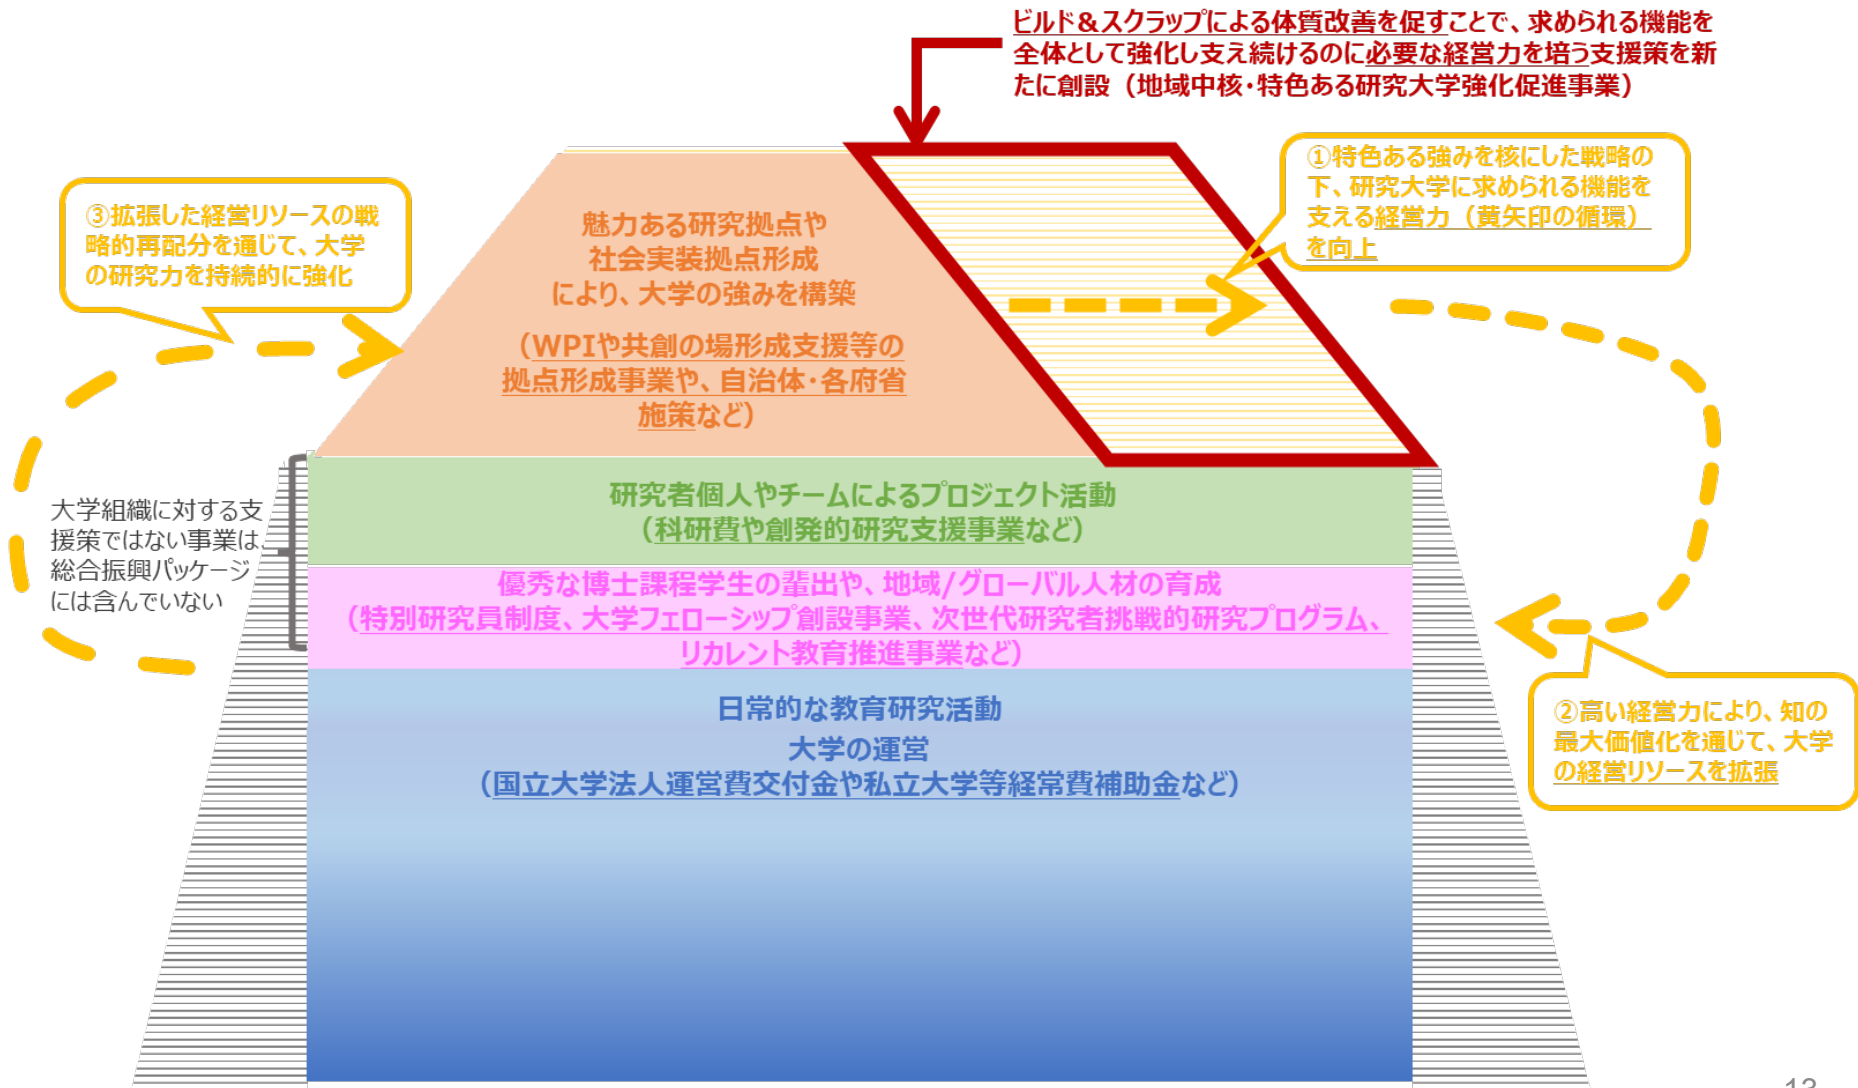 ビルド＆スクラップによる体質改善を促すことで、求められる機能を
全体として強化し支え続けるのに必要な経営力を培う支援策を新
たに創設（地域中核・特色ある研究大学強化促進事業）
①特色ある強みを核にした戦略の
下、研究大学に求められる機能を
支える経営力（黄矢印の循環）
を向上
③拡張した経営リソースの戦
略的再配分を通じて、大学
の研究力を持続的に強化
魅力ある研究拠点や
社会実装拠点形成
により、大学の強みを構築
（WPIや共創の場形成支援等の
拠点形成事業や、自治体・各府省
施策など）
大学組織に対する支
援策ではない事業は、
総合振興パッケージ
には含んでいない
研究者個人やチームによるプロジェクト活動
（科研費や創発的研究支援事業など）
優秀な博士課程学生の輩出や、地域/グローバル人材の育成
（特別研究員制度、大学フェローシップ創設事業、次世代研究者挑戦的研究プログラム、
リカレント教育推進事業など）
②高い経営力により、知の
最大価値化を通じて、大学
の経営リソースを拡張
日常的な教育研究活動
大学の運営
（国立大学法人運営費交付金や私立大学等経常費補助金など）